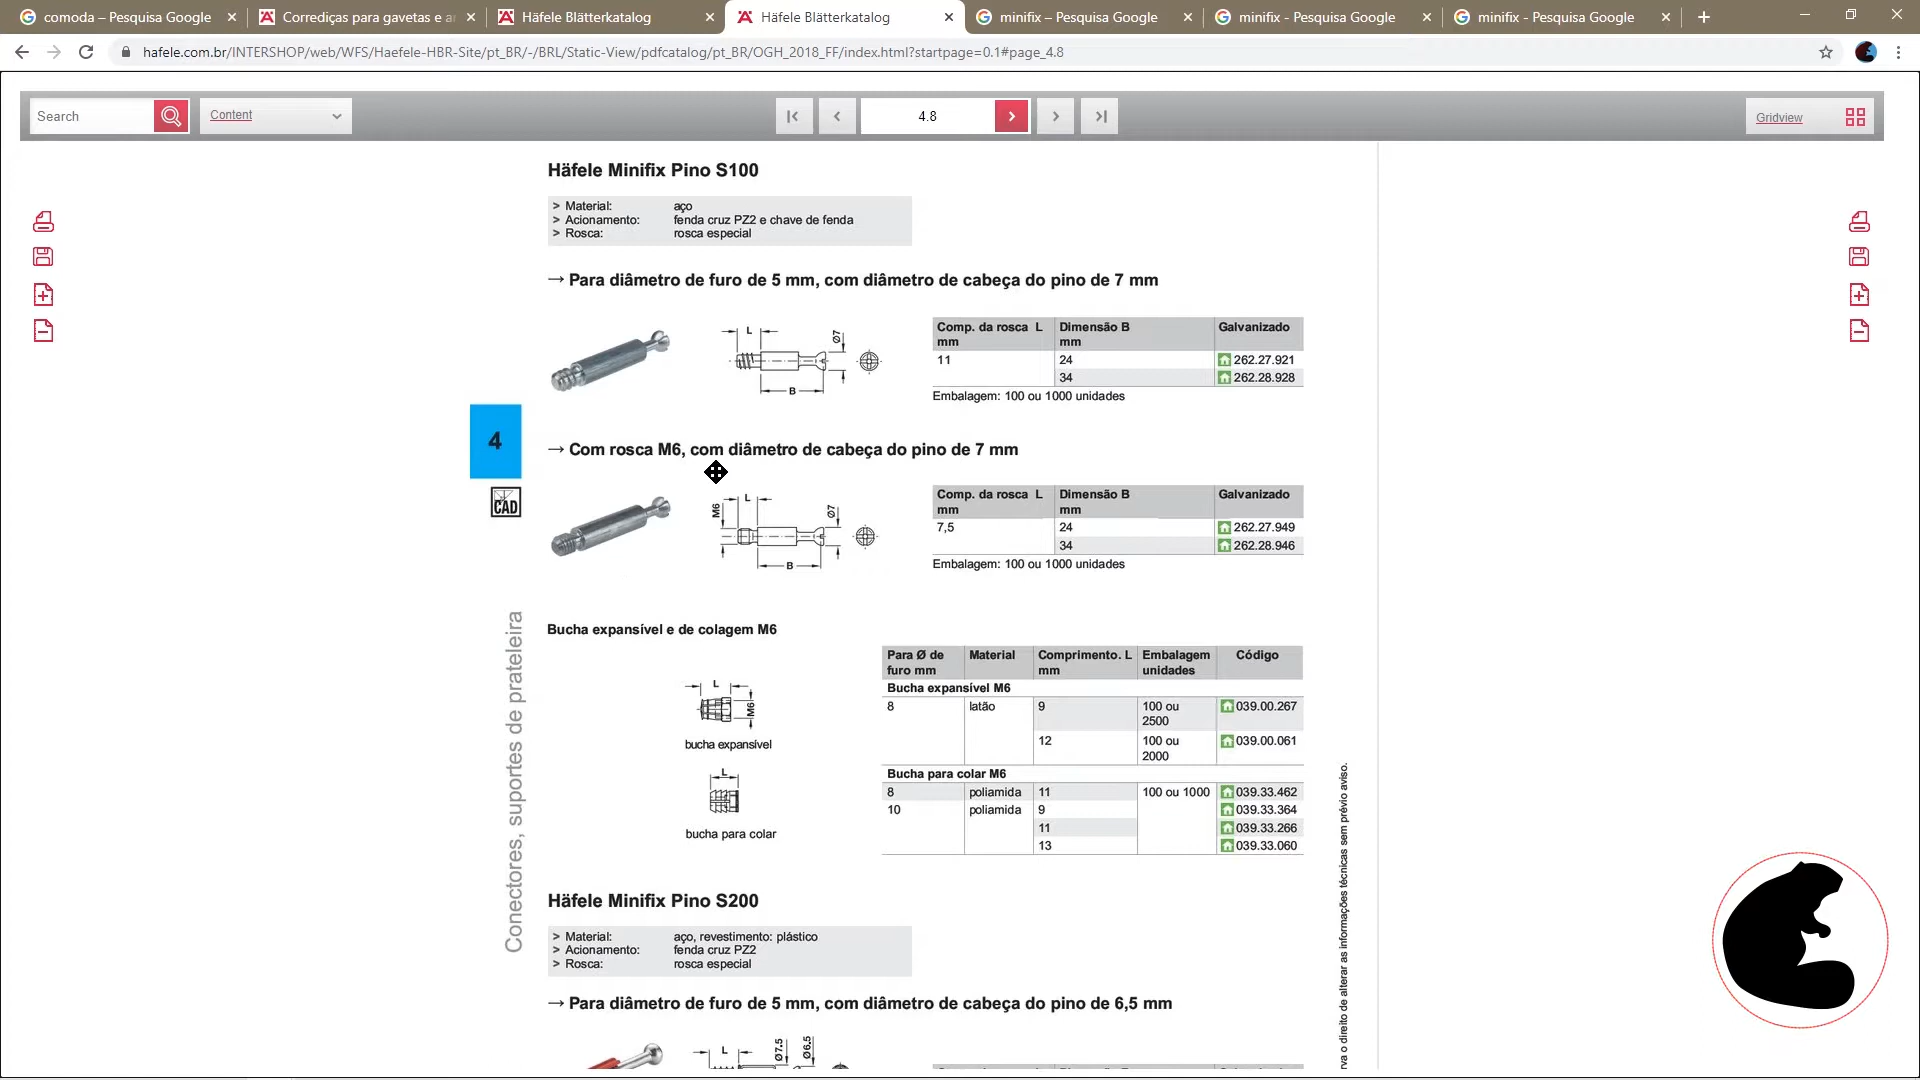 comoda – Pesquisa Google
Corrediças para gavetas e ar
Häfele Blätterkatalog
Häfele Blätterkatalog
minifix – Pesquisa Google
minifix - Pesquisa Google
minifix - Pesquisa Google
hafele.com.br/INTERSHOP/web/WFS/Haefele-HBR-Site/pt_BR/-/BRL/Static-View/pdfcatalog/pt_BR/OGH_2018_FF/index.html?startpage=0.1#page_4.8
Search
Content
4.8
Gridview
Häfele Minifix Pino S100
> Material: aço
> Acionamento: fenda cruz PZ2 e chave de fenda
> Rosca: rosca especial
→ Para diâmetro de furo de 5 mm, com diâmetro de cabeça do pino de 7 mm
L
Ø7
B
Comp. da rosca L mm Dimensão B mm Galvanizado
11 24 262.27.921
34 262.28.928
Embalagem: 100 ou 1000 unidades
4
CAD
→ Com rosca M6, com diâmetro de cabeça do pino de 7 mm
L
M6
Ø7
B
Comp. da rosca L mm Dimensão B mm Galvanizado
7,5 24 262.27.949
34 262.28.946
Embalagem: 100 ou 1000 unidades
Conectores, suportes de prateleira
Bucha expansível e de colagem M6
L
M6
bucha expansível
L
bucha para colar
Para Ø de furo mm Material Comprimento. L mm Embalagem unidades Código
Bucha expansível M6
8 latão 9 100 ou 2500 039.00.267
12 100 ou 2000 039.00.061
Bucha para colar M6
8 poliamida 11 100 ou 1000 039.33.462
10 poliamida 9 039.33.364
11 039.33.266
13 039.33.060
rva o direito de alterar as informações técnicas sem prévio aviso.
Häfele Minifix Pino S200
> Material: aço, revestimento: plástico
> Acionamento: fenda cruz PZ2
> Rosca: rosca especial
→ Para diâmetro de furo de 5 mm, com diâmetro de cabeça do pino de 6,5 mm
L
Ø7.5
Ø6.5